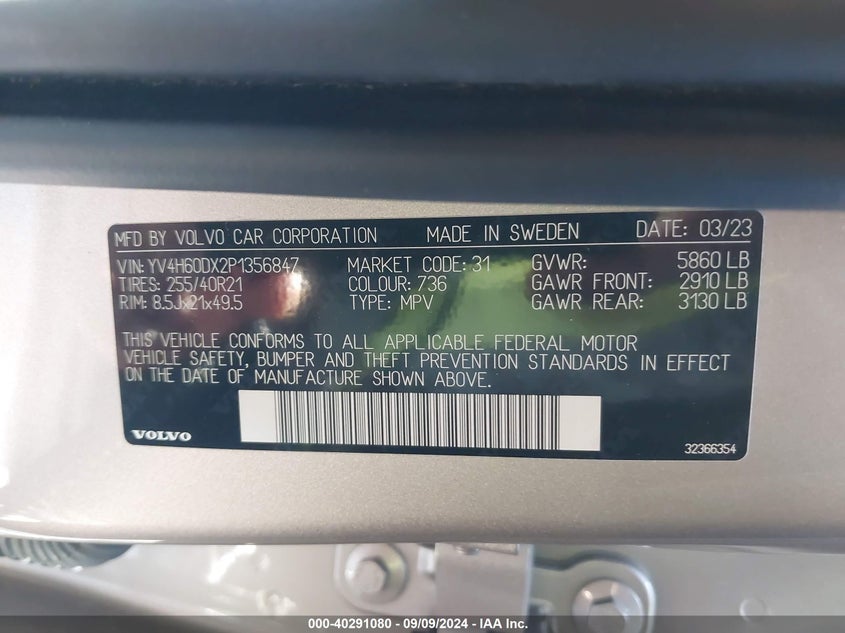 MFD BY VOLVO CAR CORPORATION MADE IN SWEDEN DATE: 03/23
VIN: YV4H60DX2P1356847 MARKET CODE: 31 GVWR: 5860 LB
TIRES: 255/40R21 COLOUR: 736 GAWR FRONT: 2910 LB
RIM: 8.5Jx21x49.5 TYPE: MPV GAWR REAR: 3130 LB
THIS VEHICLE CONFORMS TO ALL APPLICABLE FEDERAL MOTOR
VEHICLE SAFETY, BUMPER AND THEFT PREVENTION STANDARDS IN EFFECT
ON THE DATE OF MANUFACTURE SHOWN ABOVE.
VOLVO 32366354
000-40291080 - 09/09/2024 - IAA Inc.